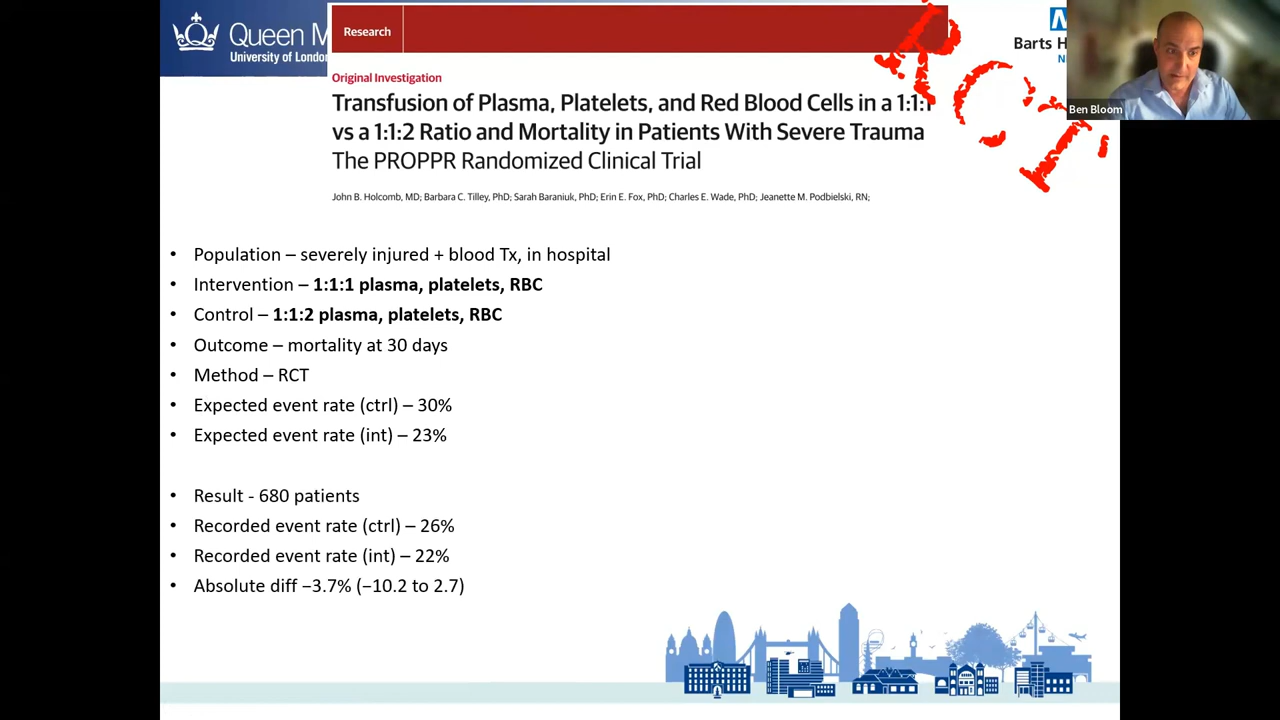 Queen M
University of London
Research
RCT
Barts H
N
Ben Bloom
Original Investigation
Transfusion of Plasma, Platelets, and Red Blood Cells in a 1:1:1
vs a 1:1:2 Ratio and Mortality in Patients With Severe Trauma
The PROPPR Randomized Clinical Trial
John B. Holcomb, MD; Barbara C. Tilley, PhD; Sarah Baraniuk, PhD; Erin E. Fox, PhD; Charles E. Wade, PhD; Jeanette M. Podbielski, RN;
• Population – severely injured + blood Tx, in hospital
• Intervention – 1:1:1 plasma, platelets, RBC
• Control – 1:1:2 plasma, platelets, RBC
• Outcome – mortality at 30 days
• Method – RCT
• Expected event rate (ctrl) – 30%
• Expected event rate (int) – 23%
• Result - 680 patients
• Recorded event rate (ctrl) – 26%
• Recorded event rate (int) – 22%
• Absolute diff −3.7% (−10.2 to 2.7)